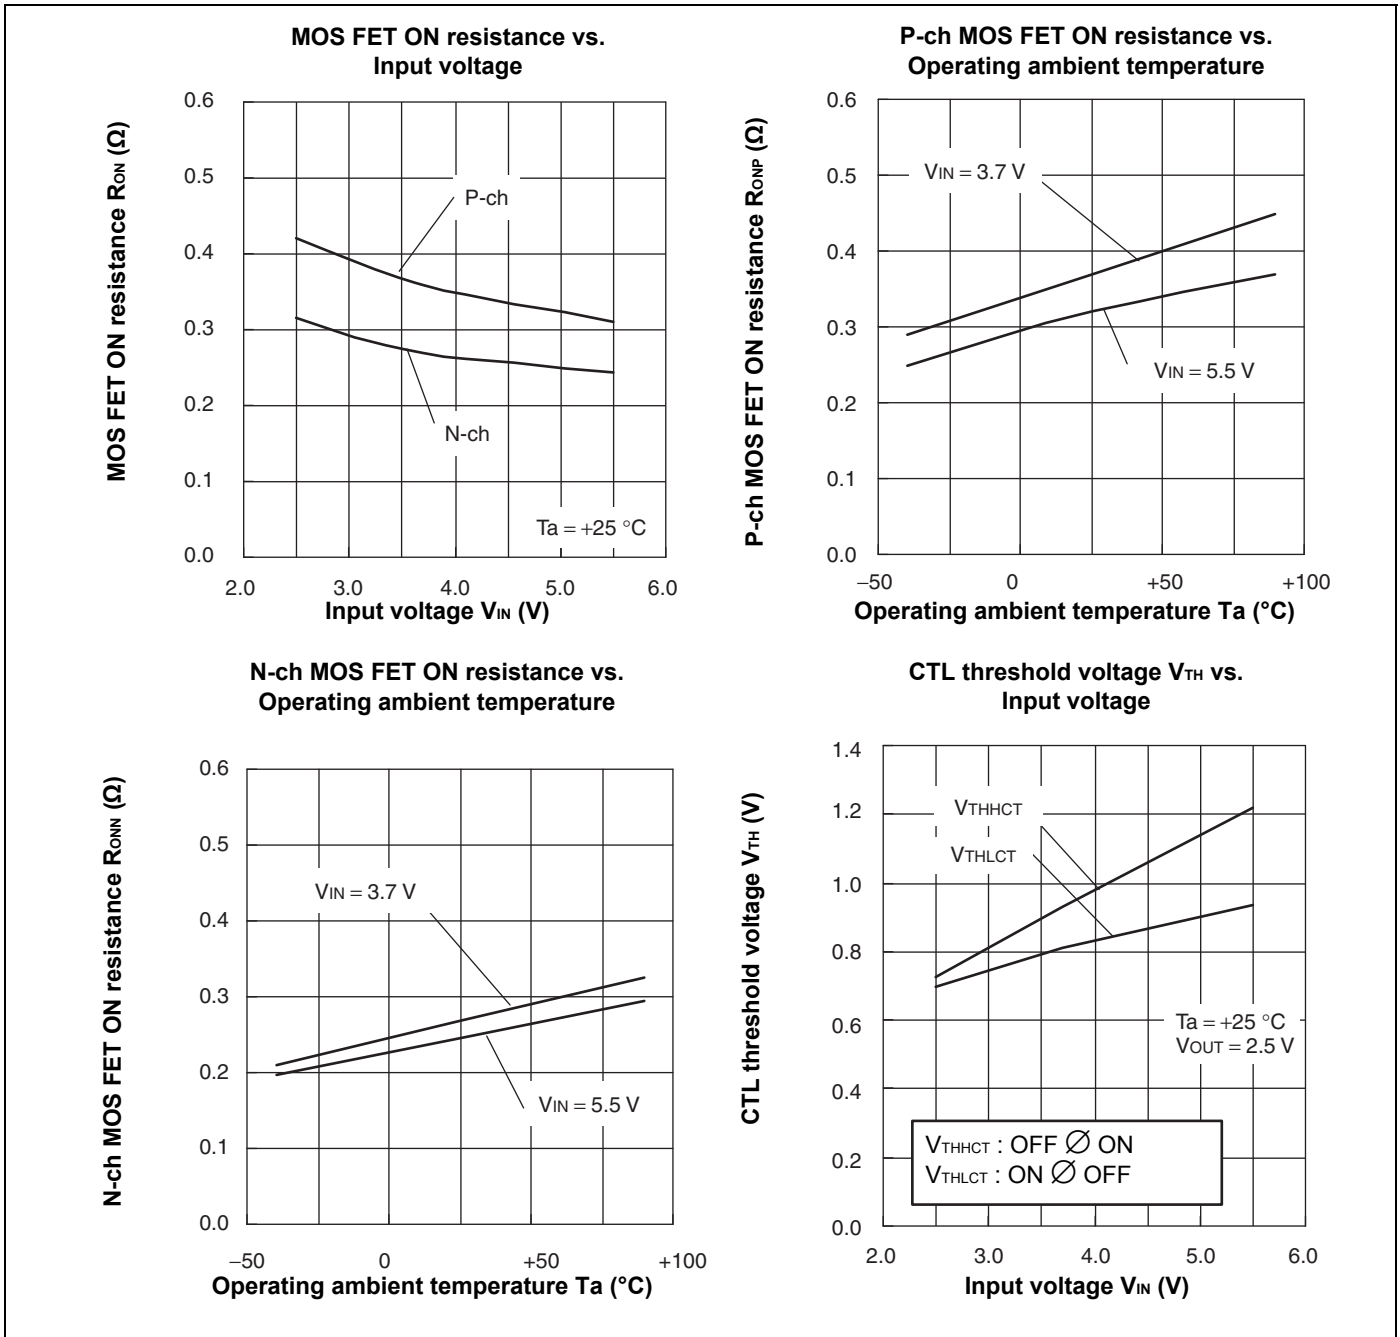 MOS FET ON resistance vs.
Input voltage
MOS FET ON resistance RON (Ω)
0.6
0.5
0.4
0.3
0.2
0.1
0.0
P-ch
N-ch
Ta = +25 °C
2.0 3.0 4.0 5.0 6.0
Input voltage VIN (V)
P-ch MOS FET ON resistance vs.
Operating ambient temperature
P-ch MOS FET ON resistance RONP (Ω)
0.6
0.5
0.4
0.3
0.2
0.1
0.0
VIN = 3.7 V
VIN = 5.5 V
−50 0 +50 +100
Operating ambient temperature Ta (°C)
N-ch MOS FET ON resistance vs.
Operating ambient temperature
N-ch MOS FET ON resistance RONN (Ω)
0.6
0.5
0.4
0.3
0.2
0.1
0.0
VIN = 3.7 V
VIN = 5.5 V
−50 0 +50 +100
Operating ambient temperature Ta (°C)
CTL threshold voltage VTH vs.
Input voltage
CTL threshold voltage VTH (V)
1.4
1.2
1.0
0.8
0.6
0.4
0.2
0.0
VTHHCT
VTHLCT
Ta = +25 °C
VOUT = 2.5 V
VTHHCT : OFF ∅ ON
VTHLCT : ON ∅ OFF
2.0 3.0 4.0 5.0 6.0
Input voltage VIN (V)